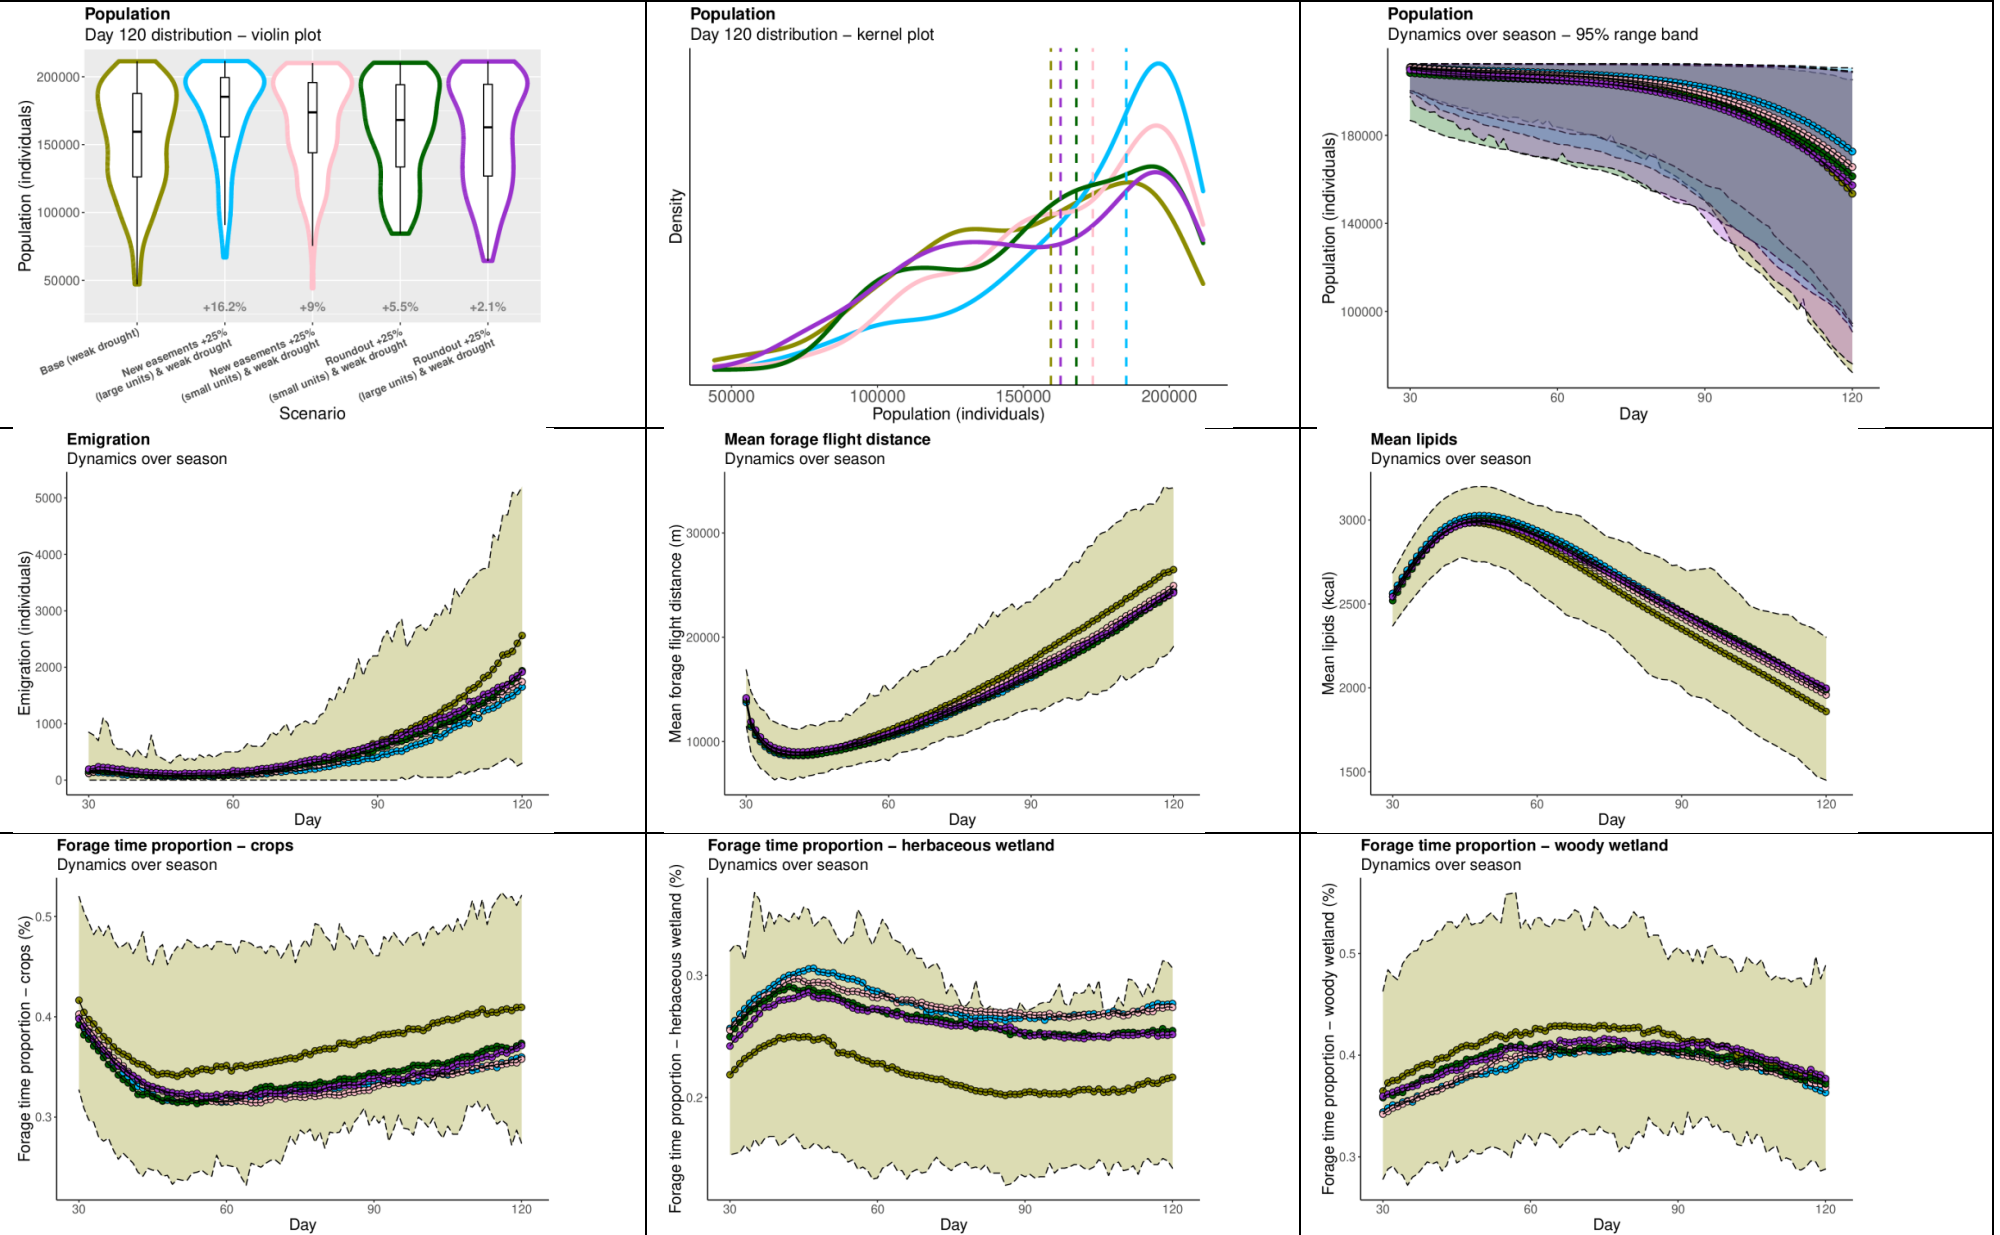 Population
Day 120 distribution – violin plot
Population (individuals)
200000
150000
100000
50000
+16.2%
+9%
+5.5%
+2.1%
Base (weak drought)
New easements +25%
(large units) & weak drought
New easements +25%
(small units) & weak drought
Roundout +25%
(small units) & weak drought
Roundout +25%
(large units) & weak drought
Scenario
Population
Day 120 distribution – kernel plot
Density
50000
100000
150000
200000
Population (individuals)
Population
Dynamics over season – 95% range band
Population (individuals)
180000
140000
100000
30
60
90
120
Day
Emigration
Dynamics over season
Emigration (individuals)
5000
4000
3000
2000
1000
0
30
60
90
120
Day
Mean forage flight distance
Dynamics over season
Mean forage flight distance (m)
30000
20000
10000
30
60
90
120
Day
Mean lipids
Dynamics over season
Mean lipids (kcal)
3000
2500
2000
1500
30
60
90
120
Day
Forage time proportion – crops
Dynamics over season
Forage time proportion – crops (%)
0.5
0.4
0.3
30
60
90
120
Day
Forage time proportion – herbaceous wetland
Dynamics over season
Forage time proportion – herbaceous wetland (%)
0.3
0.2
30
60
90
120
Day
Forage time proportion – woody wetland
Dynamics over season
Forage time proportion – woody wetland (%)
0.5
0.4
0.3
30
60
90
120
Day